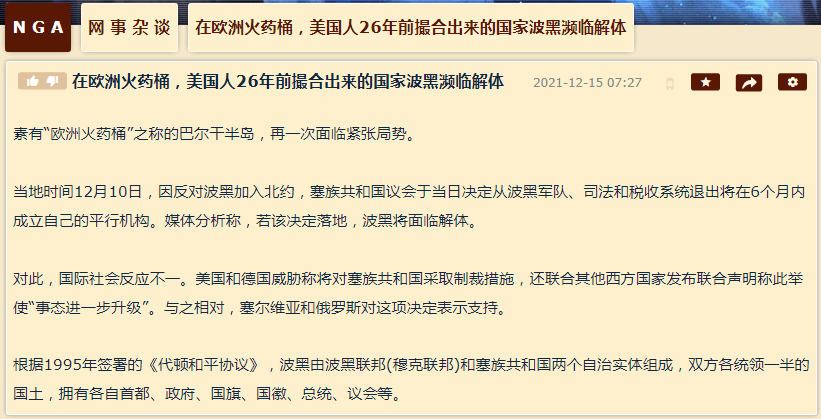 NGA 网事杂谈 在欧洲火药桶，美国人26年前撮合出来的国家波黑濒临解体
在欧洲火药桶，美国人26年前撮合出来的国家波黑濒临解体 2021-12-15 07:27
素有“欧洲火药桶”之称的巴尔干半岛，再一次面临紧张局势。
当地时间12月10日，因反对波黑加入北约，塞族共和国议会于当日决定从波黑军队、司法和税收系统退出将在6个月内
成立自己的平行机构。媒体分析称，若该决定落地，波黑将面临解体。
对此，国际社会反应不一。美国和德国威胁称将对塞族共和国采取制裁措施，还联合其他西方国家发布联合声明称此举
使“事态进一步升级”。与之相对，塞尔维亚和俄罗斯对这项决定表示支持。
根据1995年签署的《代顿和平协议》，波黑由波黑联邦(穆克联邦)和塞族共和国两个自治实体组成，双方各统领一半的
国土，拥有各自首都、政府、国旗、国徽、总统、议会等。